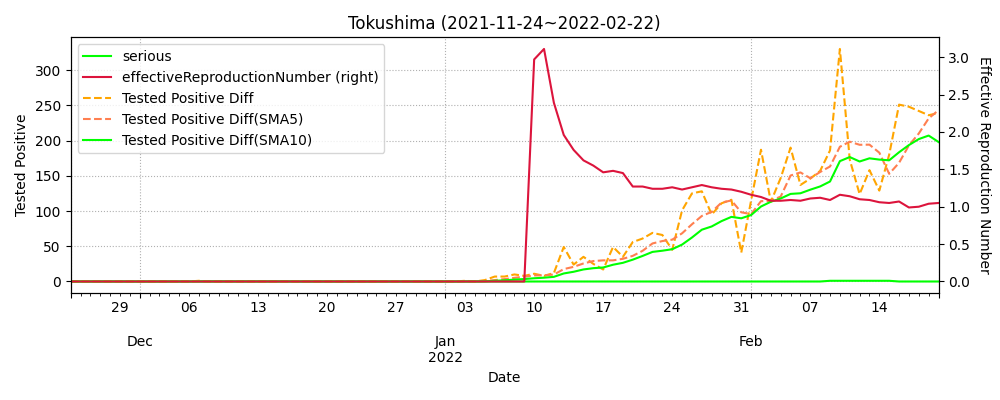 Tokushima (2021-11-24~2022-02-22)
serious
effectiveReproductionNumber (right)
Tested Positive Diff
Tested Positive Diff(SMA5)
Tested Positive Diff(SMA10)
Tested Positive
300
250
200
150
100
50
0
3.0
2.5
2.0
1.5
1.0
0.5
0.0
Effective Reproduction Number
29 06 13 20 27 03 10 17 24 31 07 14
Dec Jan Feb
2022
Date